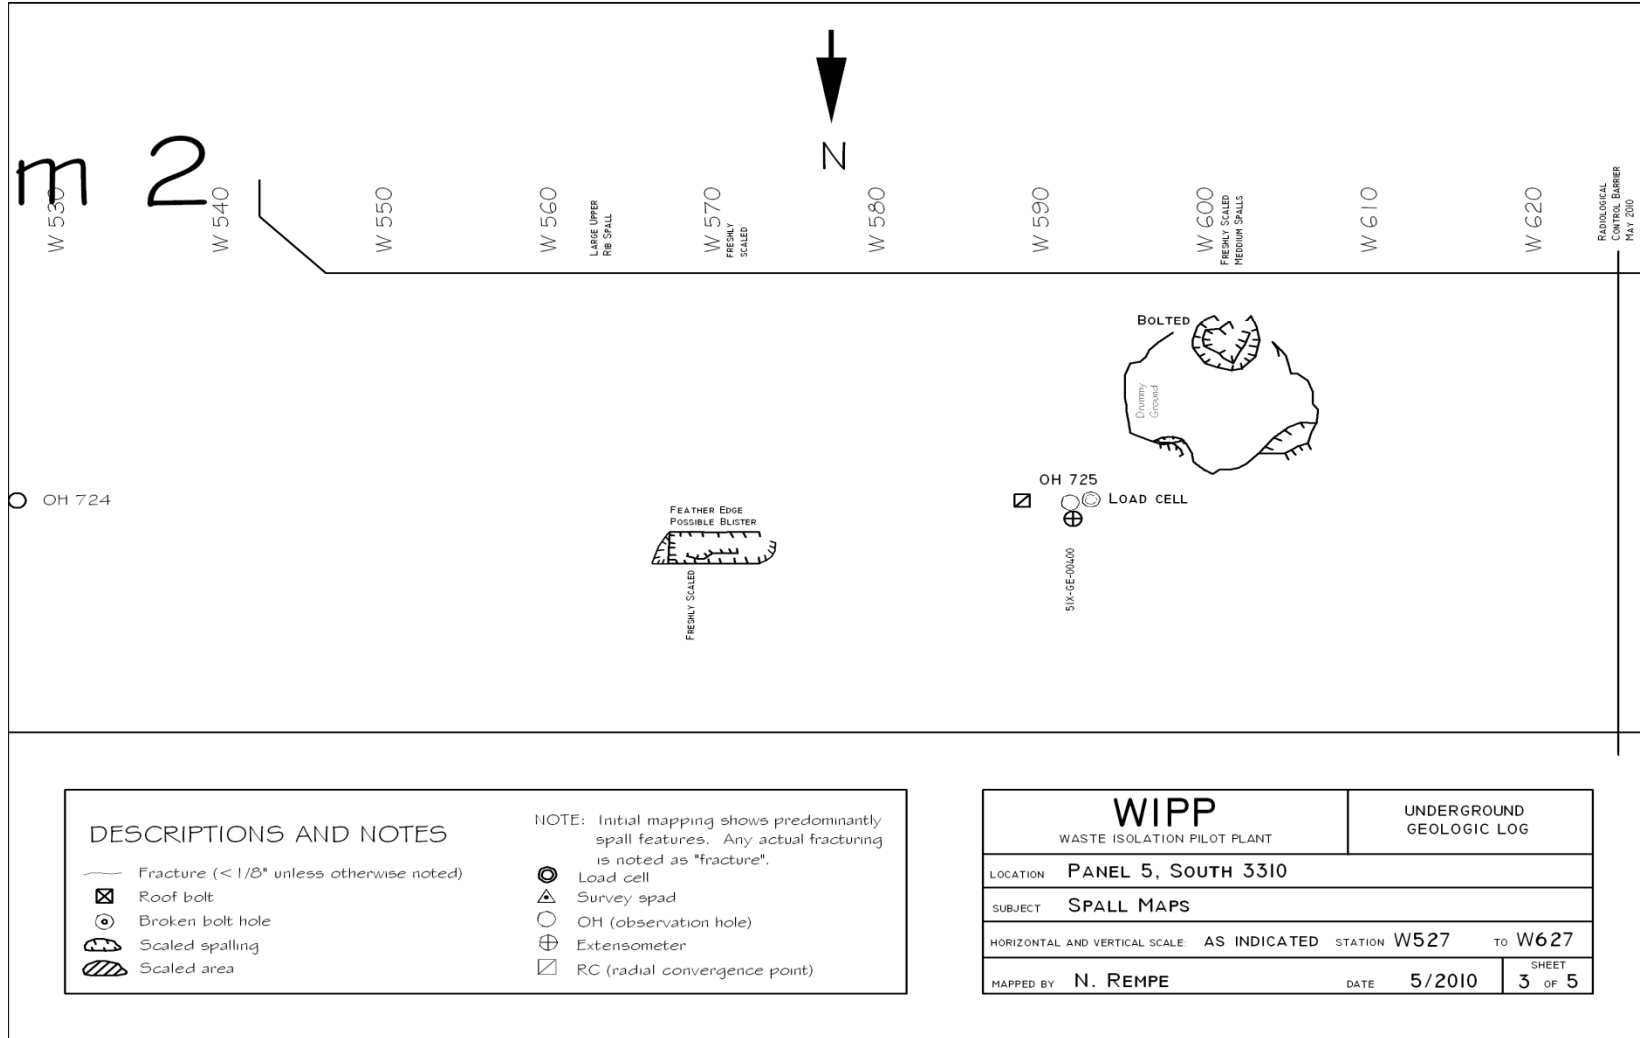 N
m 2
W 530
W 540
W 550
W 560
LARGE UPPER
RIB SPALL
W 570
FRESHLY
SCALED
W 580
W 590
W 600
FRESHLY SCALED
MEDDIUM SPALLS
W 610
W 620
RADIOLOGICAL
CONTROL BARRIER
MAY 2010
BOLTED
Drummy
Ground
OH 724
OH 725
LOAD CELL
FEATHER EDGE
POSSIBLE BLISTER
FRESHLY SCALED
51X-GE-00400
DESCRIPTIONS AND NOTES
Fracture (< 1/8" unless otherwise noted)
Roof bolt
Broken bolt hole
Scaled spalling
Scaled area
NOTE: Initial mapping shows predominantly
spall features. Any actual fracturing
is noted as "fracture".
Load cell
Survey spad
OH (observation hole)
Extensometer
RC (radial convergence point)
WIPP
WASTE ISOLATION PILOT PLANT
UNDERGROUND
GEOLOGIC LOG
LOCATION PANEL 5, SOUTH 3310
SUBJECT SPALL MAPS
HORIZONTAL AND VERTICAL SCALE: AS INDICATED STATION W527 TO W627
MAPPED BY N. REMPE DATE 5/2010 SHEET
3 OF 5